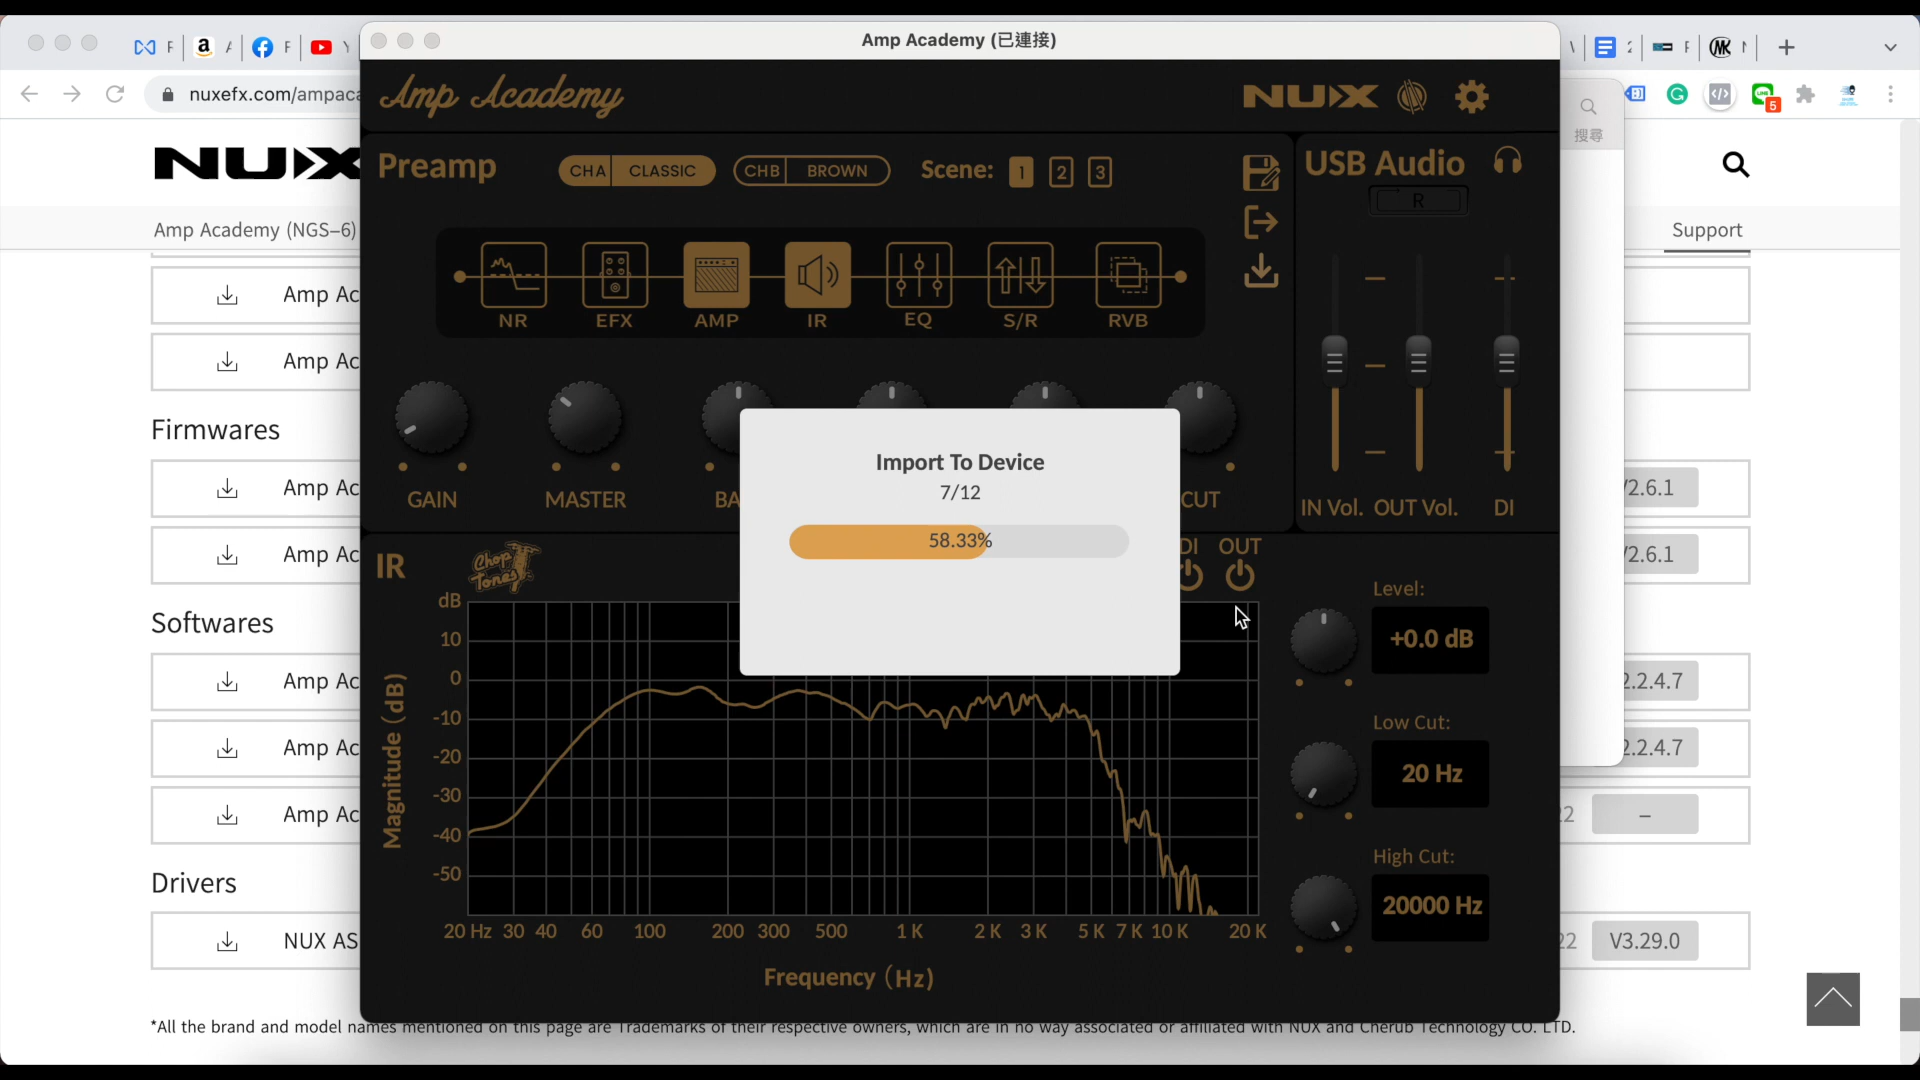 Amp Academy (已連接)
nuxefx.com/ampaca
5
搜尋
Amp Academy
NUX
Preamp
CHA CLASSIC
CHB BROWN
Scene: 1 2 3
USB Audio
R
NUX
Amp Academy (NGS-6)
Support
NR EFX AMP IR EQ S/R RVB
Amp Ac
Amp Ac
GAIN MASTER BA CUT
IN Vol. OUT Vol. DI
Import To Device
7/12
58.33%
Firmwares
Amp Ac
V2.6.1
Amp Ac
V2.6.1
Softwares
Amp Ac
2.2.4.7
Amp Ac
2.2.4.7
Amp Ac
22 –
Drivers
NUX AS
22 V3.29.0
IR
Chop Tones
DI OUT
dB
10
0
-10
-20
-30
-40
-50
Magnitude (dB)
20 Hz 30 40 60 100 200 300 500 1 K 2 K 3 K 5 K 7 K 10 K 20 K
Frequency (Hz)
Level:
+0.0 dB
Low Cut:
20 Hz
High Cut:
20000 Hz
*All the brand and model names mentioned on this page are Trademarks of their respective owners, which are in no way associated or affiliated with NUX and Cherub Technology CO. LTD.